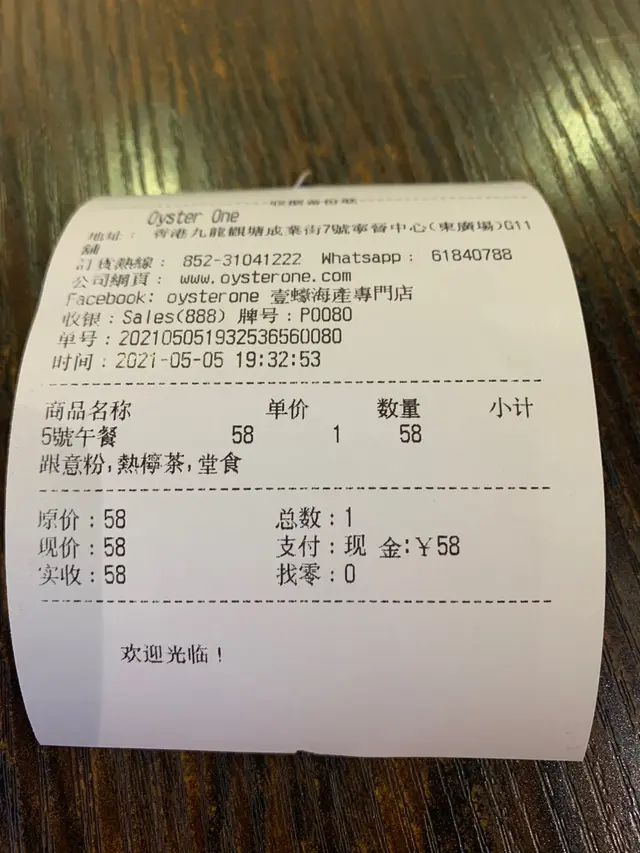 Oyster One
地址： 香港九龍觀塘成業街7號寧晉中心(東廣場)G11
舖
訂貨熱線： 852-31041222 Whatsapp： 61840788
公司網頁： www.oysterone.com
Facebook: oysterone 壹蠔海產專門店
收银：Sales(888) 牌号：P0080
单号：2021050519325365600​80
时间：2021-05-05 19:32:53
商品名称 单价 数量 小计
5號午餐 58 1 58
跟意粉,熱檸茶,堂食
原价：58 总数：1
现价：58 支付：现 金:￥58
实收：58 找零：0
欢迎光临！